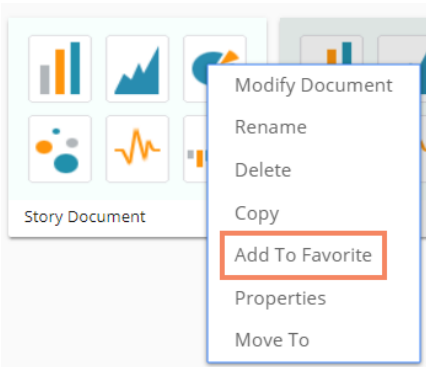 Modify Document
Rename
Delete
Copy
Story Document
Add To Favorite
Properties
Move To